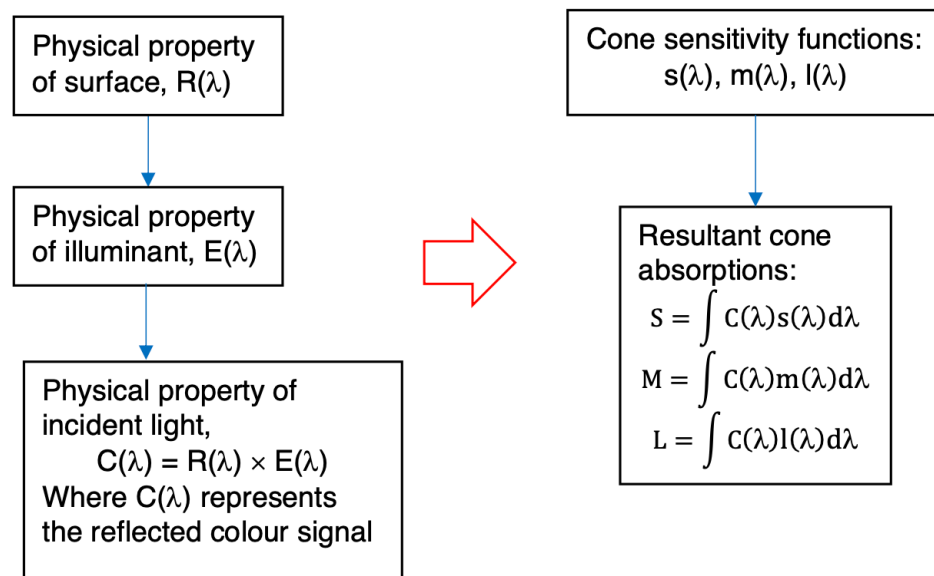 Physical property
of surface, R(λ)
Physical property
of illuminant, E(λ)
Physical property of
incident light,
C(λ) = R(λ) × E(λ)
Where C(λ) represents
the reflected colour signal
Cone sensitivity functions:
s(λ), m(λ), l(λ)
Resultant cone
absorptions:
S = ∫ C(λ)s(λ)dλ
M = ∫ C(λ)m(λ)dλ
L = ∫ C(λ)l(λ)dλ